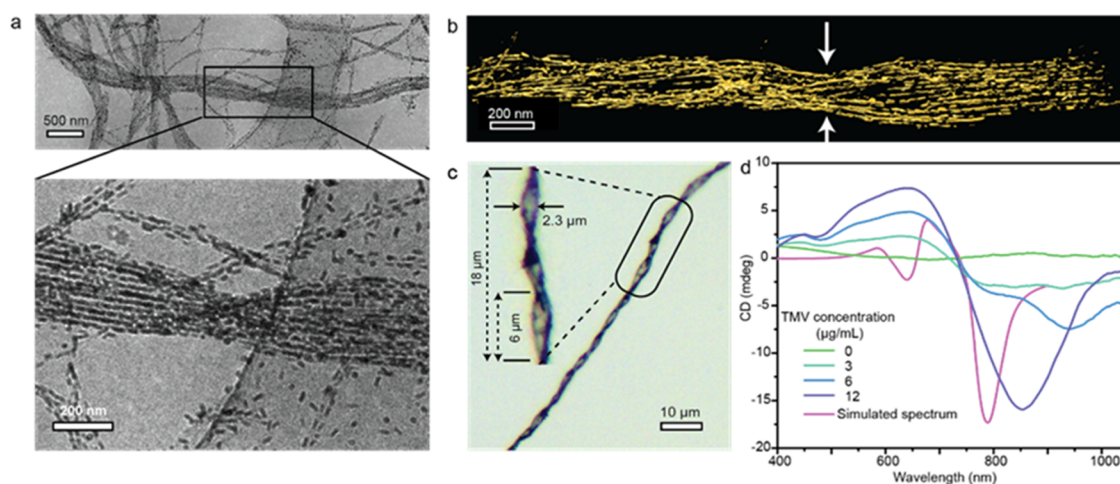 a
500 nm
200 nm
b
200 nm
c
18 µm
2.3 µm
6 µm
10 µm
d
10
5
0
-5
-10
-15
-20
CD (mdeg)
TMV concentration
(µg/mL)
0
3
6
12
Simulated spectrum
400
600
800
1000
Wavelength (nm)